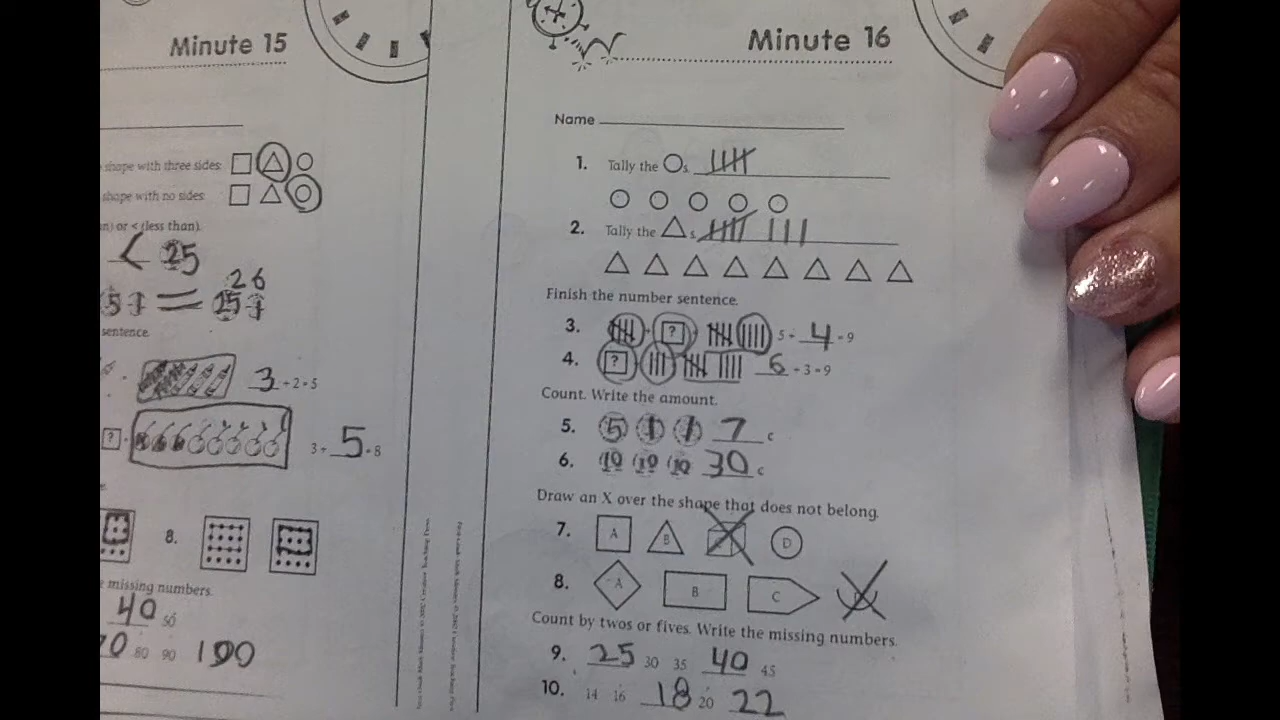 Minute 15
shape with three sides.
shape with no sides
or < (less than).
< 25
26
51 = 251
sentence.
3 + 2 = 5
? 3 + 5 = 8
8.
missing numbers.
40 50
80 90 100
Minute 16
Name
1. Tally the s.
2. Tally the s.
Finish the number sentence.
3. ? 5 + 4 = 9
4. ? 6 + 3 = 9
Count. Write the amount.
5. 5 1 1 7 c
6. 10 10 10 30 c
Draw an X over the shape that does not belong.
7. A B D
8. A B C
Count by twos or fives. Write the missing numbers.
9. 25 30 35 40 45
10. 14 16 18 20 22